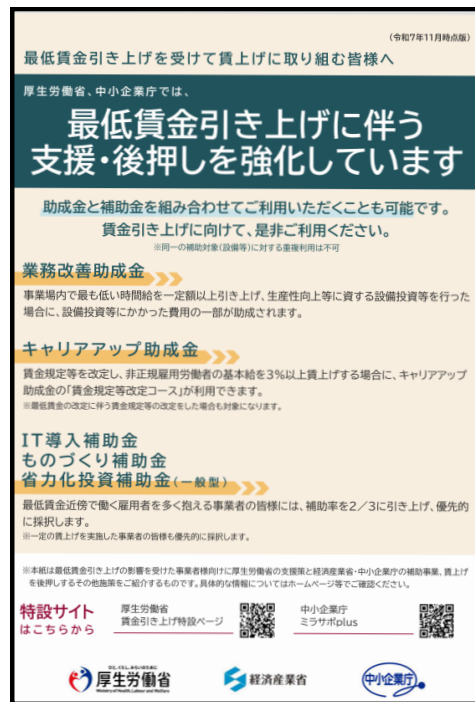 (令和7年11月時点版)
最低賃金引き上げを受けて賃上げに取り組む皆様へ
厚生労働省、中小企業庁では、
最低賃金引き上げに伴う
支援・後押しを強化しています
助成金と補助金を組み合わせてご利用いただくことも可能です。
賃金引き上げに向けて、是非ご利用ください。
※同一の補助対象(設備等)に対する重複利用は不可
業務改善助成金
事業場内で最も低い時間給を一定額以上引き上げ、生産性向上等に資する設備投資等を行った
場合に、設備投資等にかかった費用の一部が助成されます。
キャリアアップ助成金
賃金規定等を改定し、非正規雇用労働者の基本給を3%以上賃上げする場合に、キャリアアップ
助成金の「賃金規定等改定コース」が利用できます。
※最低賃金の改定に伴う賃金規定等の改定をした場合も対象になります。
IT導入補助金
ものづくり補助金
省力化投資補助金(一般型)
最低賃金近傍で働く雇用者を多く抱える事業者の皆様には、補助率を2/3に引き上げ、優先的
に採択します。
※一定の賃上げを実施した事業者の皆様も優先的に採択します。
※本紙は最低賃金引き上げの影響を受けた事業者様向けに厚生労働省の支援策と経済産業省・中小企業庁の補助事業、賃上げ
を後押しするその他施策をご紹介するものです。具体的な情報についてはホームページ等でご確認ください。
特設サイト
はこちらから
厚生労働省
賃金引き上げ特設ページ
中小企業庁
ミラサポplus
ひと、くらし、みらいのために
厚生労働省
Ministry of Health, Labour and Welfare
経済産業省
中小企業庁